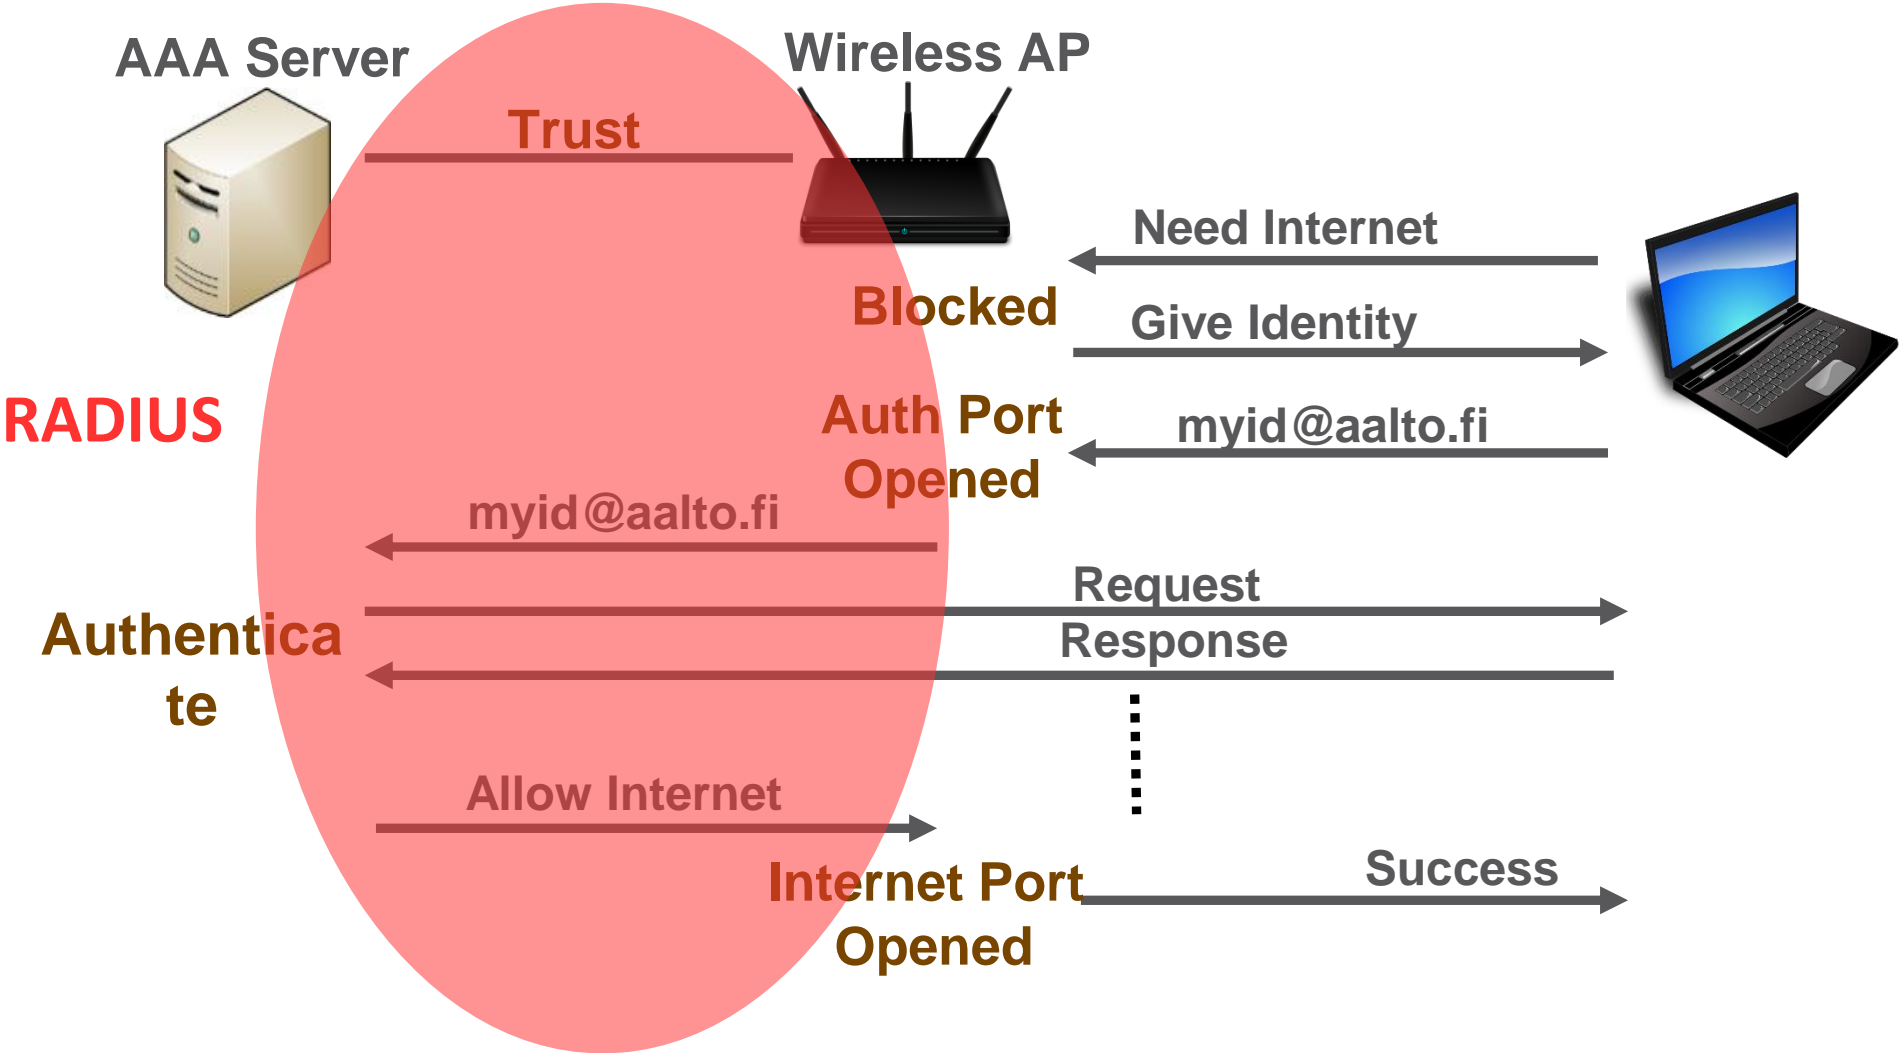 AAA Server
Wireless AP
Trust
Need Internet
Blocked
Give Identity
RADIUS
Auth Port
Opened
myid@aalto.fi
myid@aalto.fi
Request
Authentica
te
Response
Allow Internet
Internet Port
Opened
Success